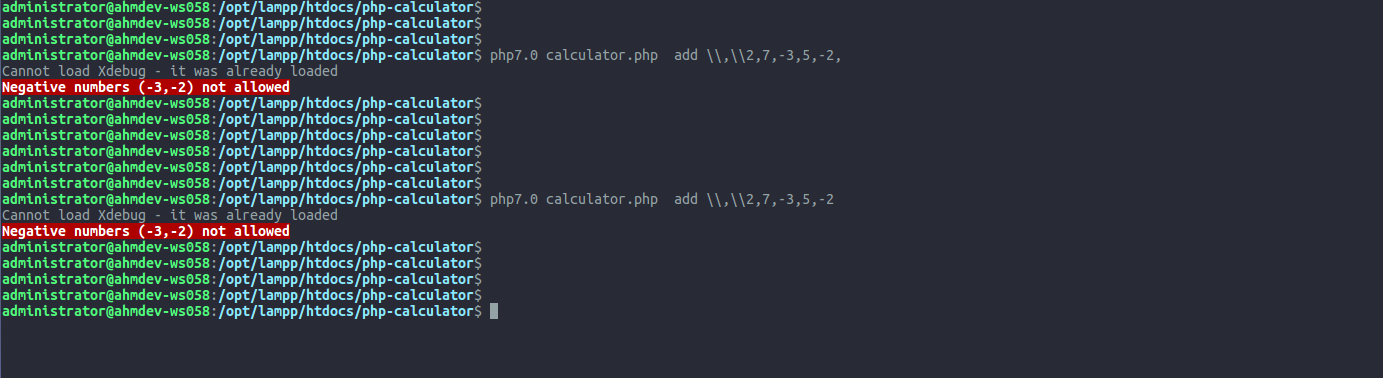 administrator@ahmdev-ws058:/opt/lampp/htdocs/php-calculator$
administrator@ahmdev-ws058:/opt/lampp/htdocs/php-calculator$
administrator@ahmdev-ws058:/opt/lampp/htdocs/php-calculator$
administrator@ahmdev-ws058:/opt/lampp/htdocs/php-calculator$ php7.0 calculator.php  add \\,\\2,7,-3,5,-2,
Cannot load Xdebug - it was already loaded
Negative numbers (-3,-2) not allowed
administrator@ahmdev-ws058:/opt/lampp/htdocs/php-calculator$
administrator@ahmdev-ws058:/opt/lampp/htdocs/php-calculator$
administrator@ahmdev-ws058:/opt/lampp/htdocs/php-calculator$
administrator@ahmdev-ws058:/opt/lampp/htdocs/php-calculator$
administrator@ahmdev-ws058:/opt/lampp/htdocs/php-calculator$
administrator@ahmdev-ws058:/opt/lampp/htdocs/php-calculator$
administrator@ahmdev-ws058:/opt/lampp/htdocs/php-calculator$ php7.0 calculator.php  add \\,\\2,7,-3,5,-2
Cannot load Xdebug - it was already loaded
Negative numbers (-3,-2) not allowed
administrator@ahmdev-ws058:/opt/lampp/htdocs/php-calculator$
administrator@ahmdev-ws058:/opt/lampp/htdocs/php-calculator$
administrator@ahmdev-ws058:/opt/lampp/htdocs/php-calculator$
administrator@ahmdev-ws058:/opt/lampp/htdocs/php-calculator$
administrator@ahmdev-ws058:/opt/lampp/htdocs/php-calculator$